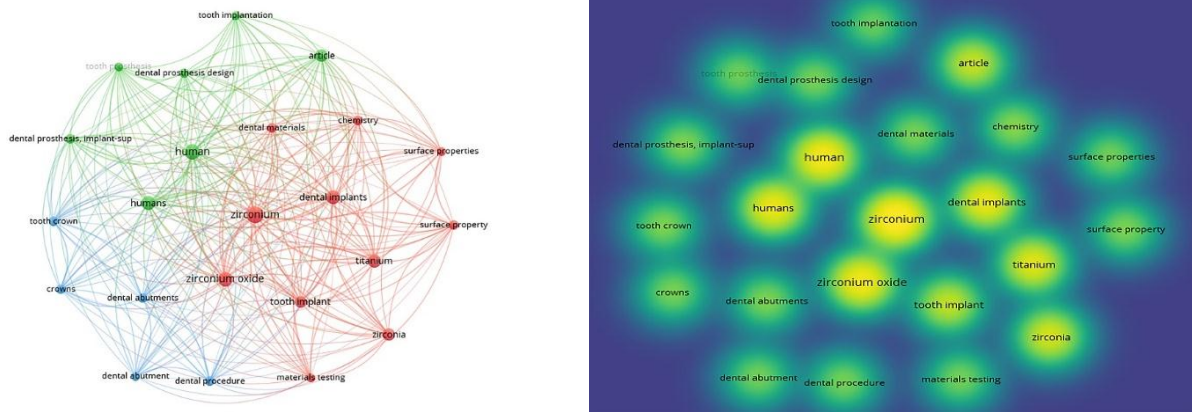 tooth implantation
article
tooth prosthesis
dental prosthesis design
chemistry
dental materials
dental prosthesis, implant-sup
human
surface properties
dental implants
humans
zirconium
tooth crown
surface property
titanium
zirconium oxide
crowns
dental abutments
tooth implant
zirconia
dental abutment
dental procedure
materials testing
tooth implantation
article
tooth prosthesis
dental prosthesis design
chemistry
dental materials
dental prosthesis, implant-sup
human
surface properties
dental implants
humans
zirconium
tooth crown
surface property
titanium
zirconium oxide
crowns
dental abutments
tooth implant
zirconia
dental abutment
dental procedure
materials testing